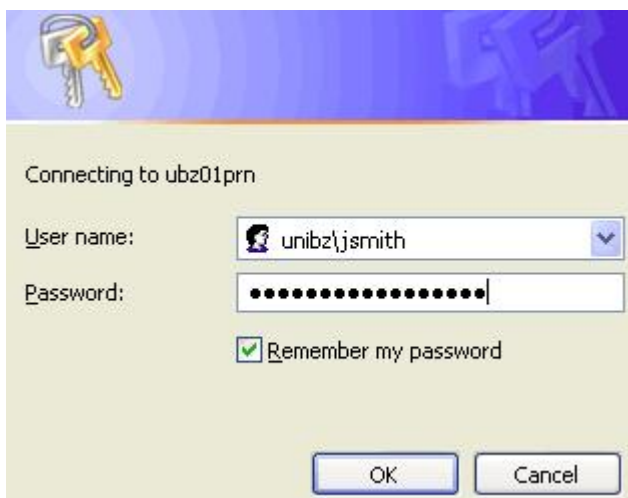 Connecting to ubz01prn
User name: unibz\jsmith
Password: •••••••••••••••••
Remember my password
OK Cancel